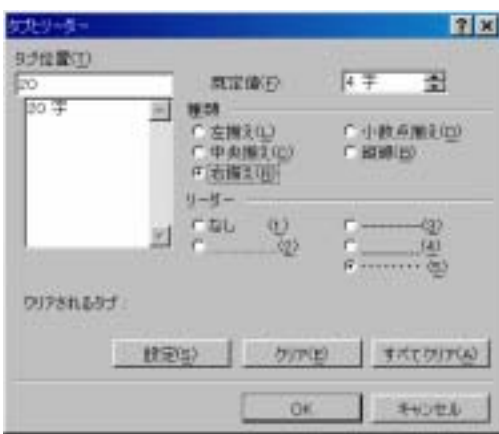 タブとリーダー
タブ位置(T)
20 既定値(F): 4 字
20 字
種類
左揃え(L) 小数点揃え(D)
中央揃え(C) 縦線(B)
右揃え(R)
リーダー
なし (1) ---------(3)
.........(2) _____(4)
·········(5)
クリアされるタブ:
設定(S) クリア(E) すべてクリア(A)
OK キャンセル